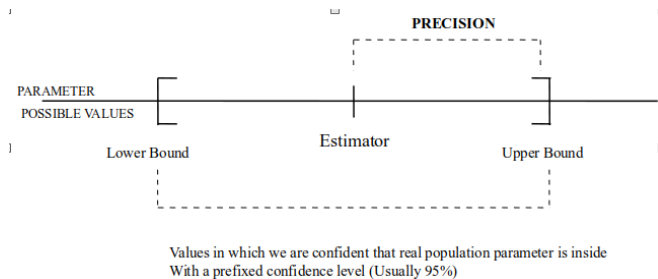 PRECISION
PARAMETER
POSSIBLE VALUES
Estimator
Lower Bound
Upper Bound
Values in which we are confident that real population parameter is inside
With a prefixed confidence level (Usually 95%)